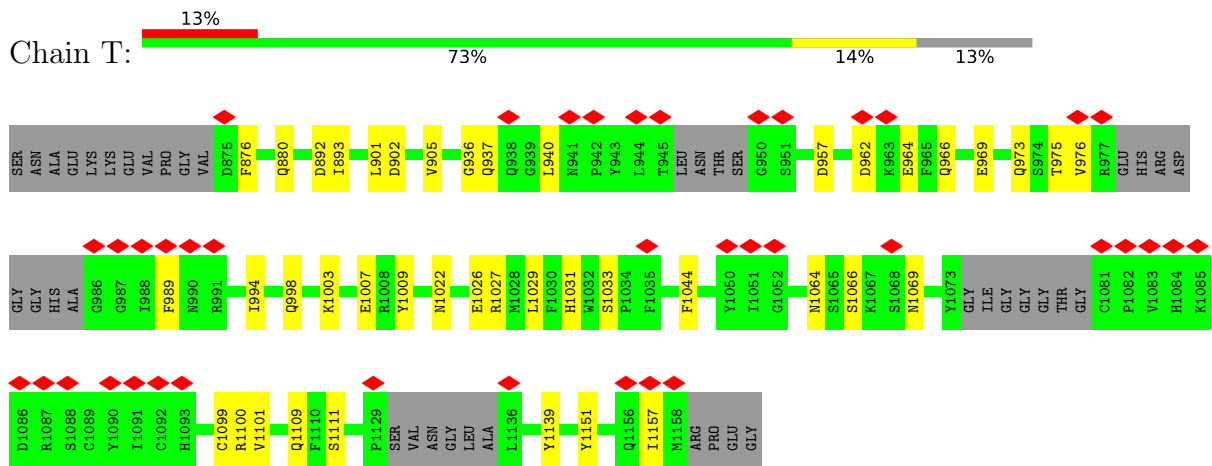 13%
Chain T:
73% 14% 13%
SER ASN ALA GLU LYS LYS GLU VAL PRO GLY VAL D875 F876 Q880 D892 I893 L901 D902 V905 G936 Q937 Q938 G939 L940 N941 P942 Y943 L944 T945 LEU ASN THR SER G950 S951 D957 D962 K963 E964 F965 Q966 E969 Q973 S974 T975 V976 R977 GLU HIS ARG ASP
GLY GLY HIS ALA G986 G987 I988 F989 N990 R991 I994 Q998 K1003 E1007 R1008 Y1009 N1022 E1026 R1027 M1028 L1029 F1030 H1031 W1032 S1033 P1034 F1035 F1044 Y1050 I1051 G1052 N1064 S1065 S1066 K1067 S1068 N1069 Y1073 GLY ILE GLY GLY GLY THR GLY C1081 P1082 V1083 H1084 K1085
D1086 R1087 S1088 C1089 Y1090 I1091 C1092 H1093 C1099 R1100 V1101 Q1109 F1110 S1111 P1129 SER VAL ASN GLY LEU ALA L1136 Y1139 Y1151 Q1156 I1157 M1158 ARG PRO GLU GLY